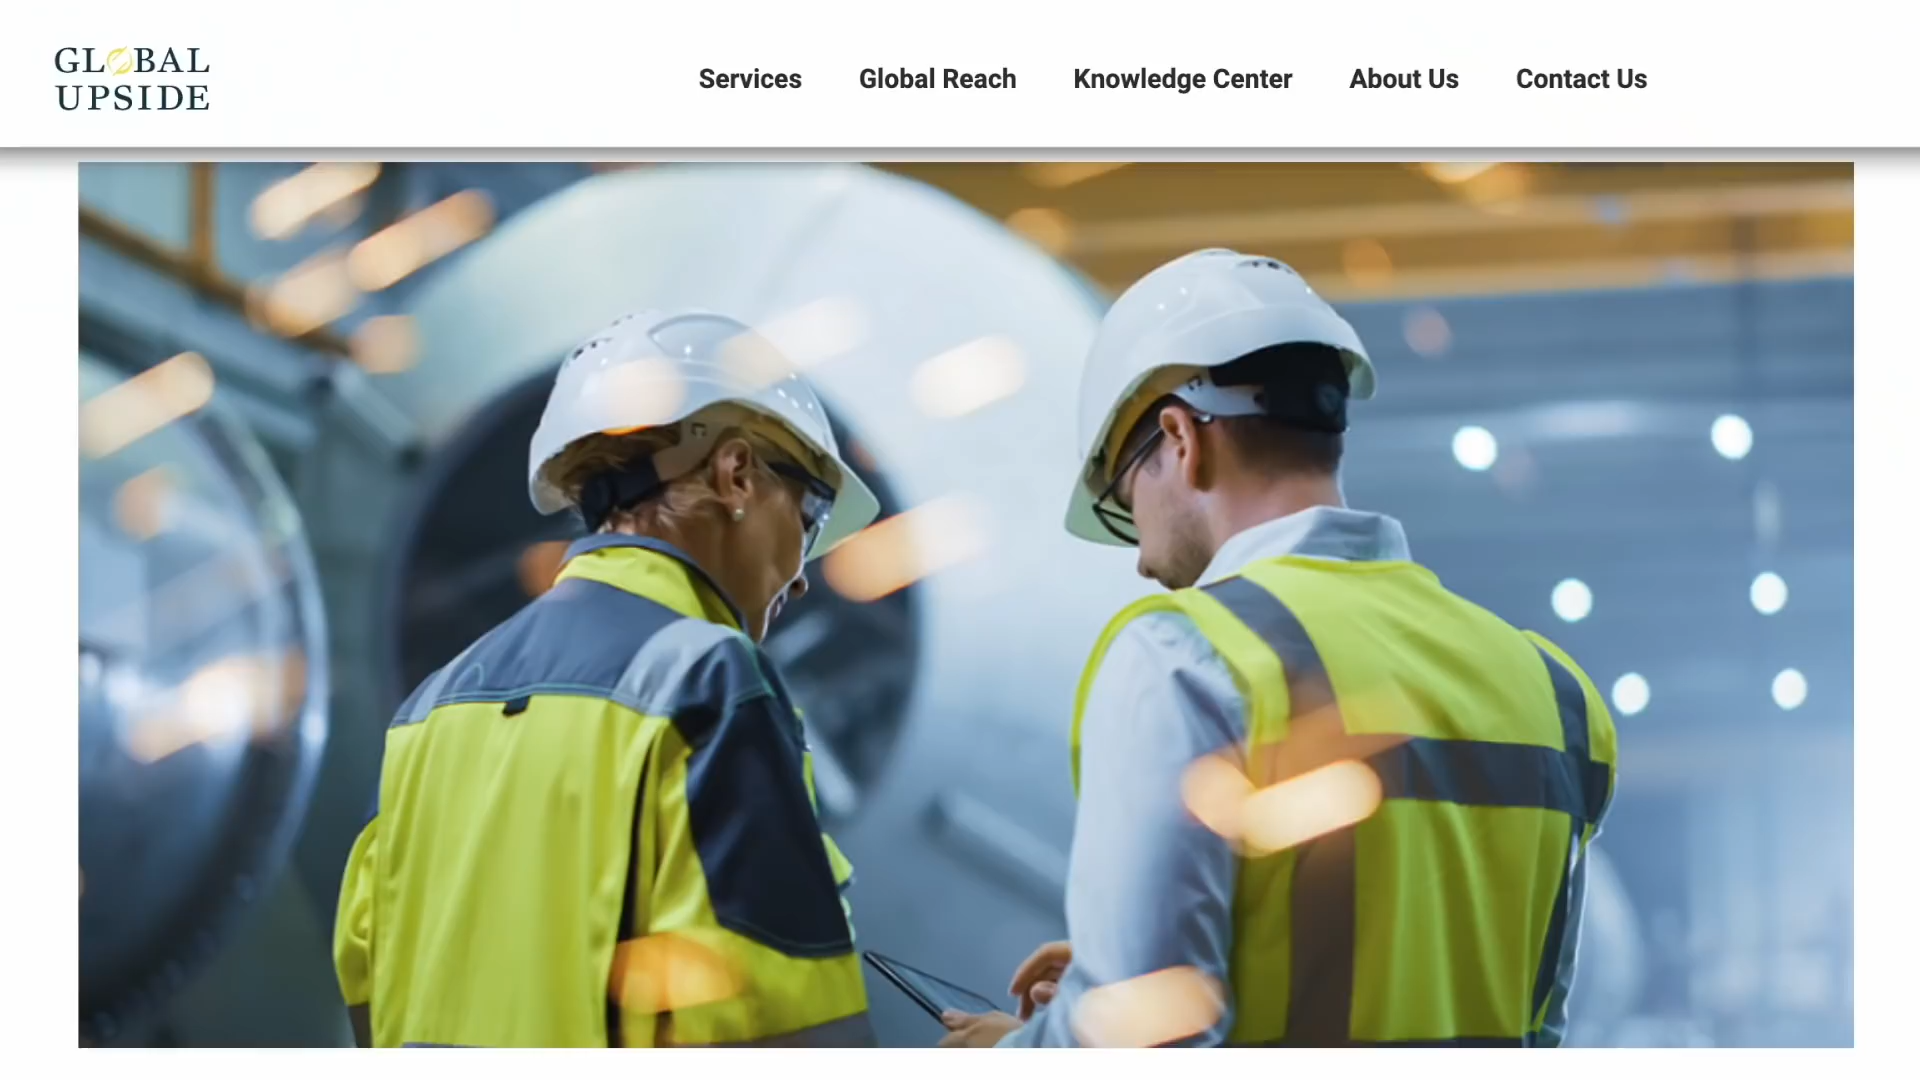 GLOBAL
UPSIDE
Services
Global Reach
Knowledge Center
About Us
Contact Us